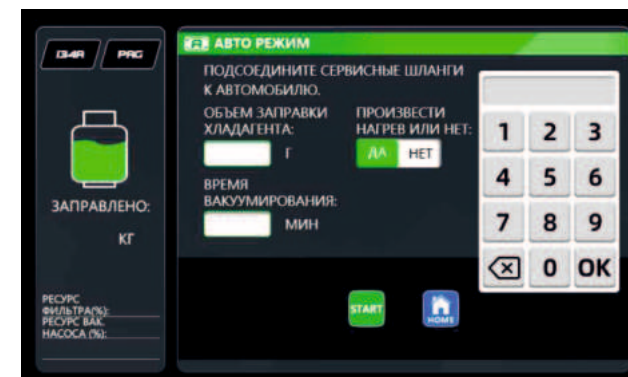 134A PAG
ЗАПРАВЛЕНО:
КГ
РЕСУРС
ФИЛЬТРА(%):
РЕСУРС ВАК.
НАСОСА (%):
АВТО РЕЖИМ
ПОДСОЕДИНИТЕ СЕРВИСНЫЕ ШЛАНГИ
К АВТОМОБИЛЮ.
ОБЪЕМ ЗАПРАВКИ
ХЛАДАГЕНТА:
Г
ПРОИЗВЕСТИ
НАГРЕВ ИЛИ НЕТ:
ДА НЕТ
ВРЕМЯ
ВАКУУМИРОВАНИЯ:
МИН
1 2 3
4 5 6
7 8 9
0 OK
START HOME